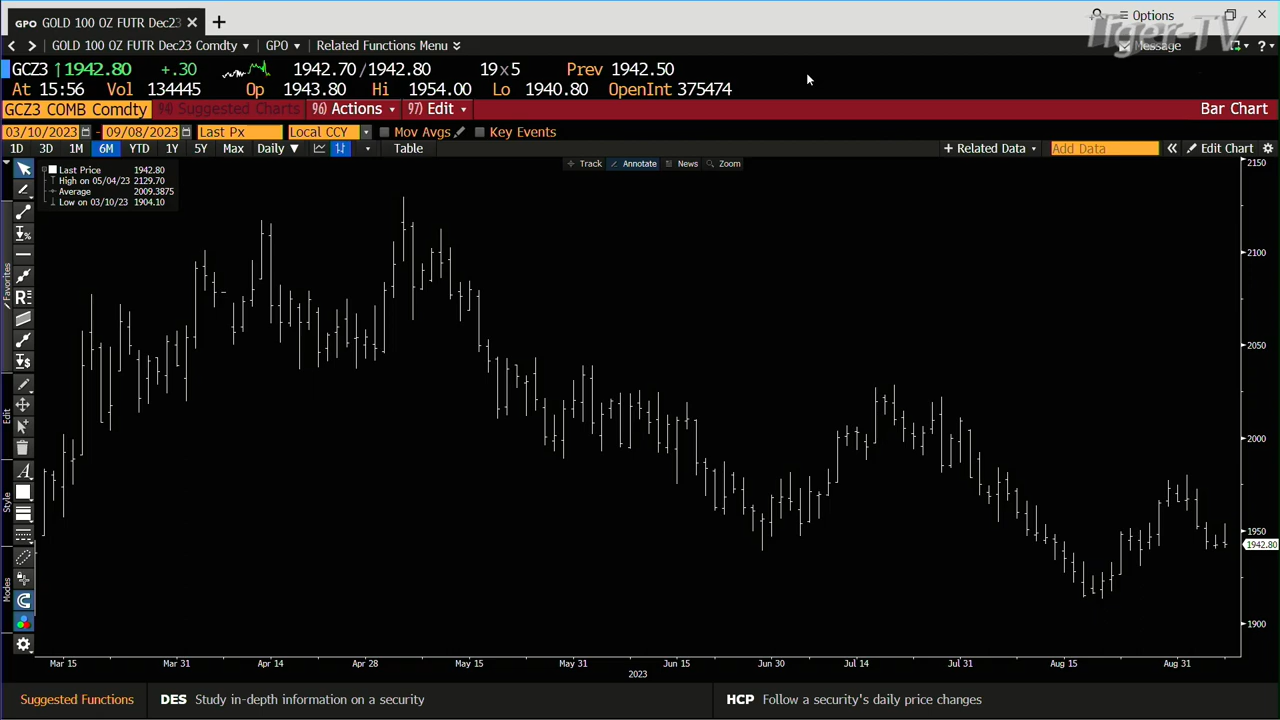 GPO GOLD 100 OZ FUTR Dec23 × +
Options
Tiger-TV
GOLD 100 OZ FUTR Dec23 Comdty GPO Related Functions Menu
Message ?
GCZ3 ↑1942.80 +.30 1942.70/1942.80 19x5 Prev 1942.50
At 15:56 Vol 134445 Op 1943.80 Hi 1954.00 Lo 1940.80 OpenInt 375474
GCZ3 COMB Comdty 94) Suggested Charts 96) Actions 97) Edit Bar Chart
03/10/2023 - 09/08/2023 Last Px Local CCY Mov Avgs Key Events
1D 3D 1M 6M YTD 1Y 5Y Max Daily ▼ Table + Related Data Add Data « Edit Chart
Track Annotate News Zoom
Last Price 1942.80
High on 05/04/23 2129.70
Average 2009.3875
Low on 03/10/23 1904.10
Favorites
Edit
Style
Modes
2150
2100
2050
2000
1950
1942.80
1900
Mar 15 Mar 31 Apr 14 Apr 28 May 15 May 31 Jun 15 Jun 30 Jul 14 Jul 31 Aug 15 Aug 31
2023
Suggested Functions DES Study in-depth information on a security HCP Follow a security's daily price changes